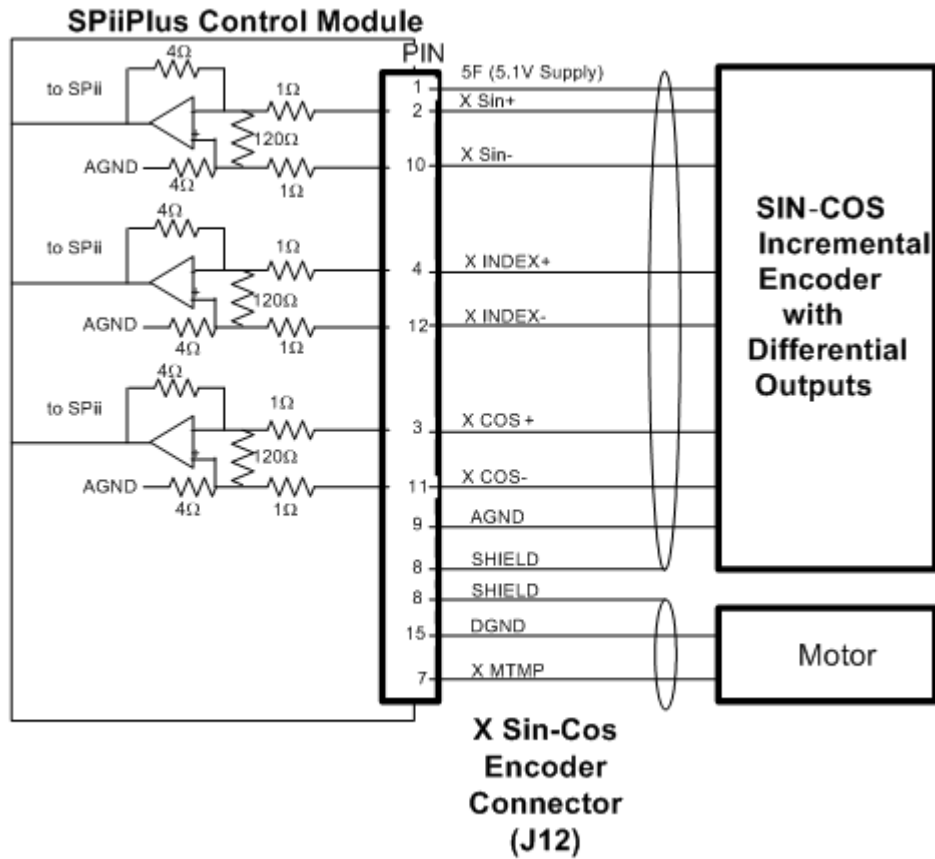 SPiiPlus Control Module
PIN
4Ω
to SPii
1Ω
120Ω
AGND
4Ω
1Ω
4Ω
to SPii
1Ω
120Ω
AGND
4Ω
1Ω
4Ω
to SPii
1Ω
120Ω
AGND
4Ω
1Ω
1
5F (5.1V Supply)
2
X Sin+
10
X Sin-
4
X INDEX+
12
X INDEX-
3
X COS+
11
X COS-
9
AGND
8
SHIELD
8
SHIELD
15
DGND
7
X MTMP
SIN-COS
Incremental
Encoder
with
Differential
Outputs
Motor
X Sin-Cos
Encoder
Connector
(J12)